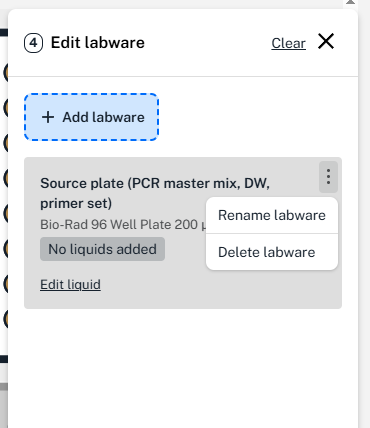 4 Edit labware Clear
+ Add labware
Source plate (PCR master mix, DW,
primer set)
Bio-Rad 96 Well Plate 200
No liquids added
Edit liquid
Rename labware
Delete labware